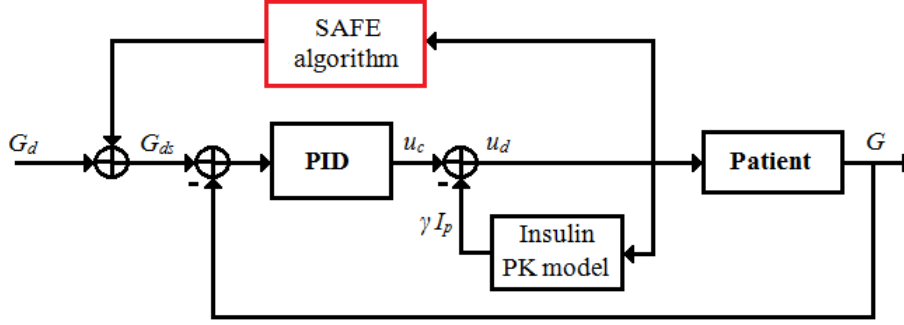 SAFE
algorithm
G_d
G_ds
-
PID
u_c
-
u_d
Patient
G
γ I_p
Insulin
PK model